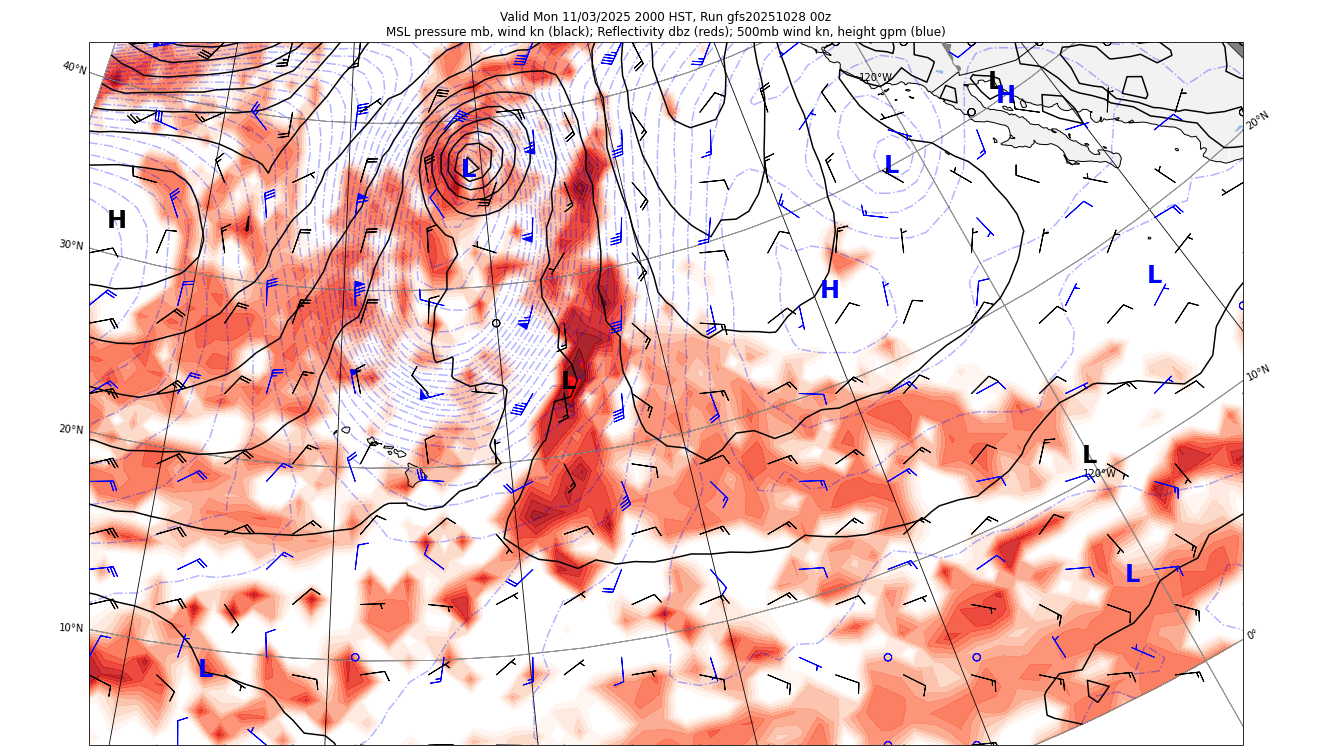 Valid Mon 11/03/2025 2000 HST, Run gfs20251028 00z
MSL pressure mb, wind kn (black); Reflectivity dbz (reds); 500mb wind kn, height gpm (blue)
40°N
120°W
L
H
20°N
L
L
H
30°N
L
H
10°N
L
20°N
L
120°W
L
10°N
0°
L